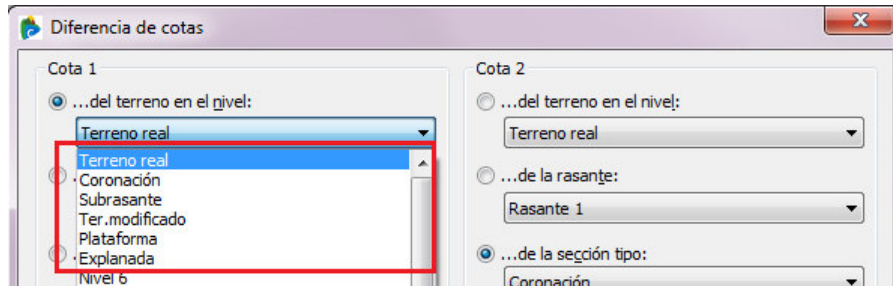 Diferencia de cotas
Cota 1
...del terreno en el nivel:
Terreno real
Terreno real
Coronación
Subrasante
Ter.modificado
Plataforma
Explanada
Nivel 6
Cota 2
...del terreno en el nivel:
Terreno real
...de la rasante:
Rasante 1
...de la sección tipo:
Coronación